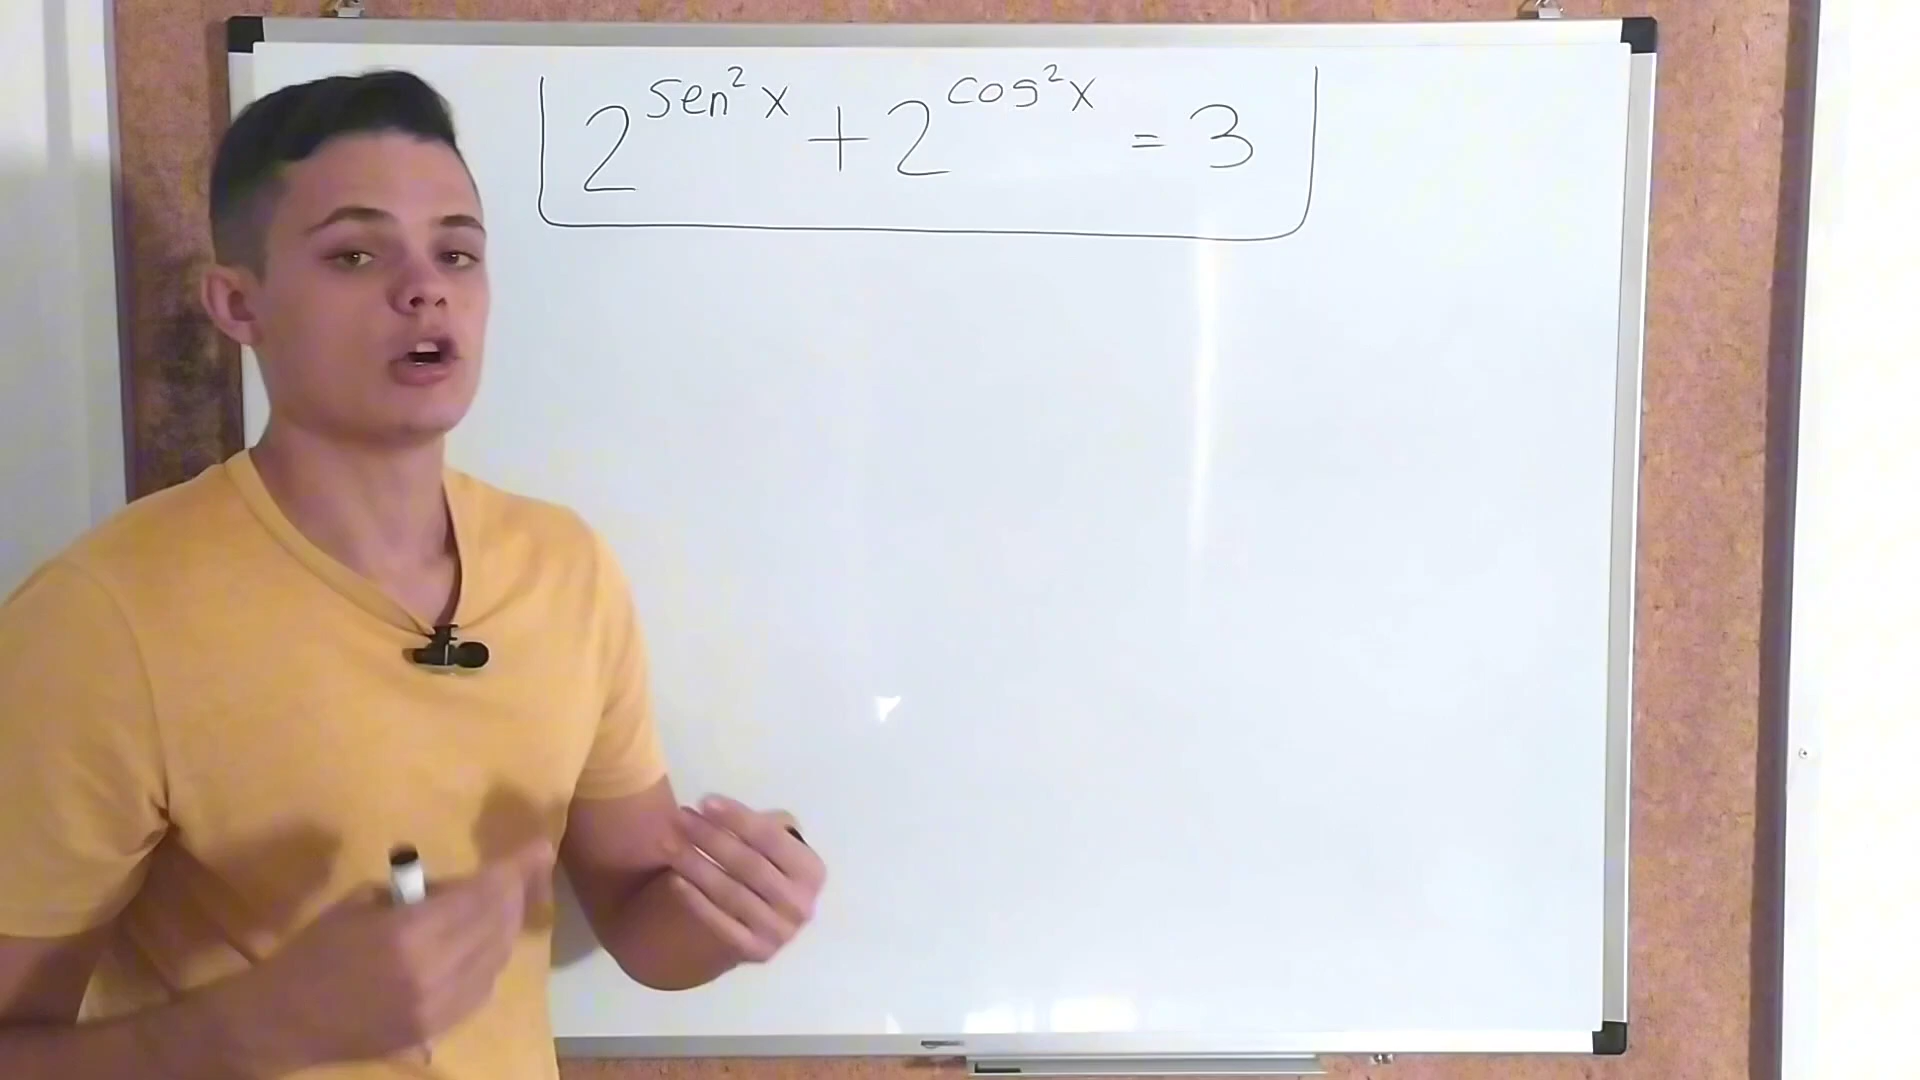 2^{sen²x} + 2^{cos²x} = 3